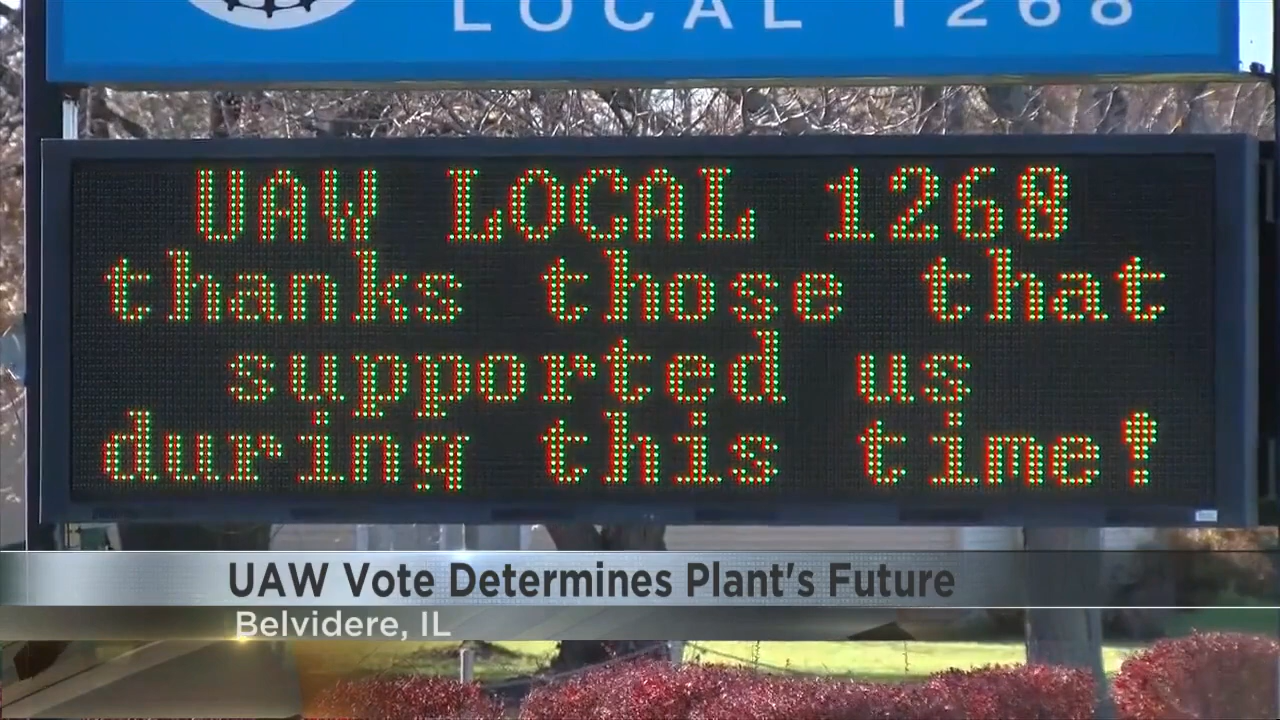 LOCAL 1268
UAW LOCAL 1268
thanks those that
supported us
during this time!
UAW Vote Determines Plant's Future
Belvidere, IL